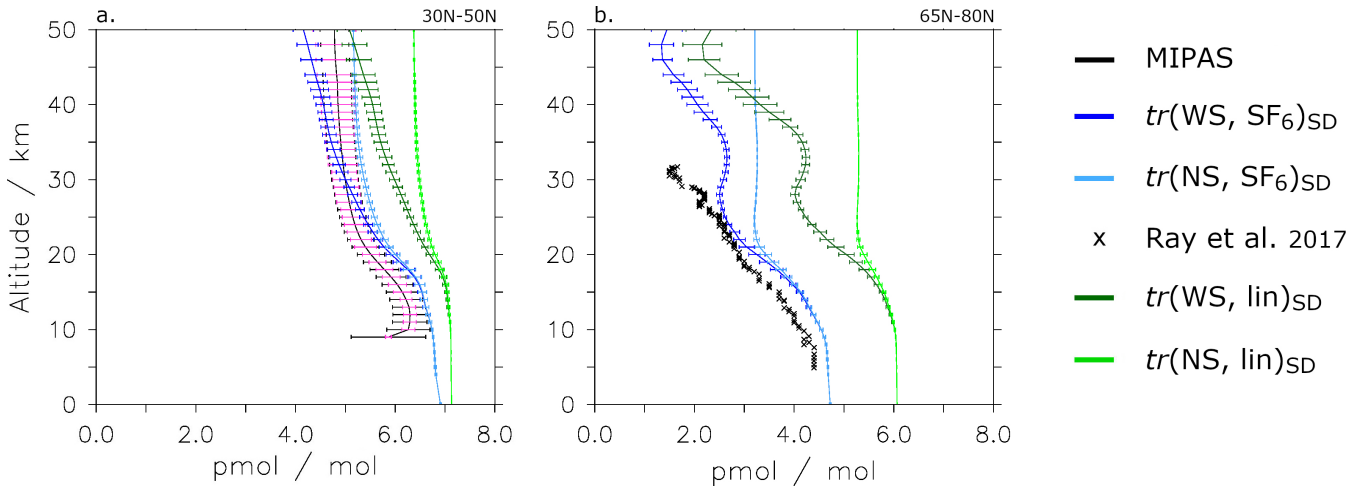 a.
30N-50N
b.
65N-80N
50
40
30
20
10
0
Altitude / km
0.0 2.0 4.0 6.0 8.0
pmol / mol
50
40
30
20
10
0
0.0 2.0 4.0 6.0 8.0
pmol / mol
MIPAS
tr(WS, SF₆)SD
tr(NS, SF₆)SD
x Ray et al. 2017
tr(WS, lin)SD
tr(NS, lin)SD